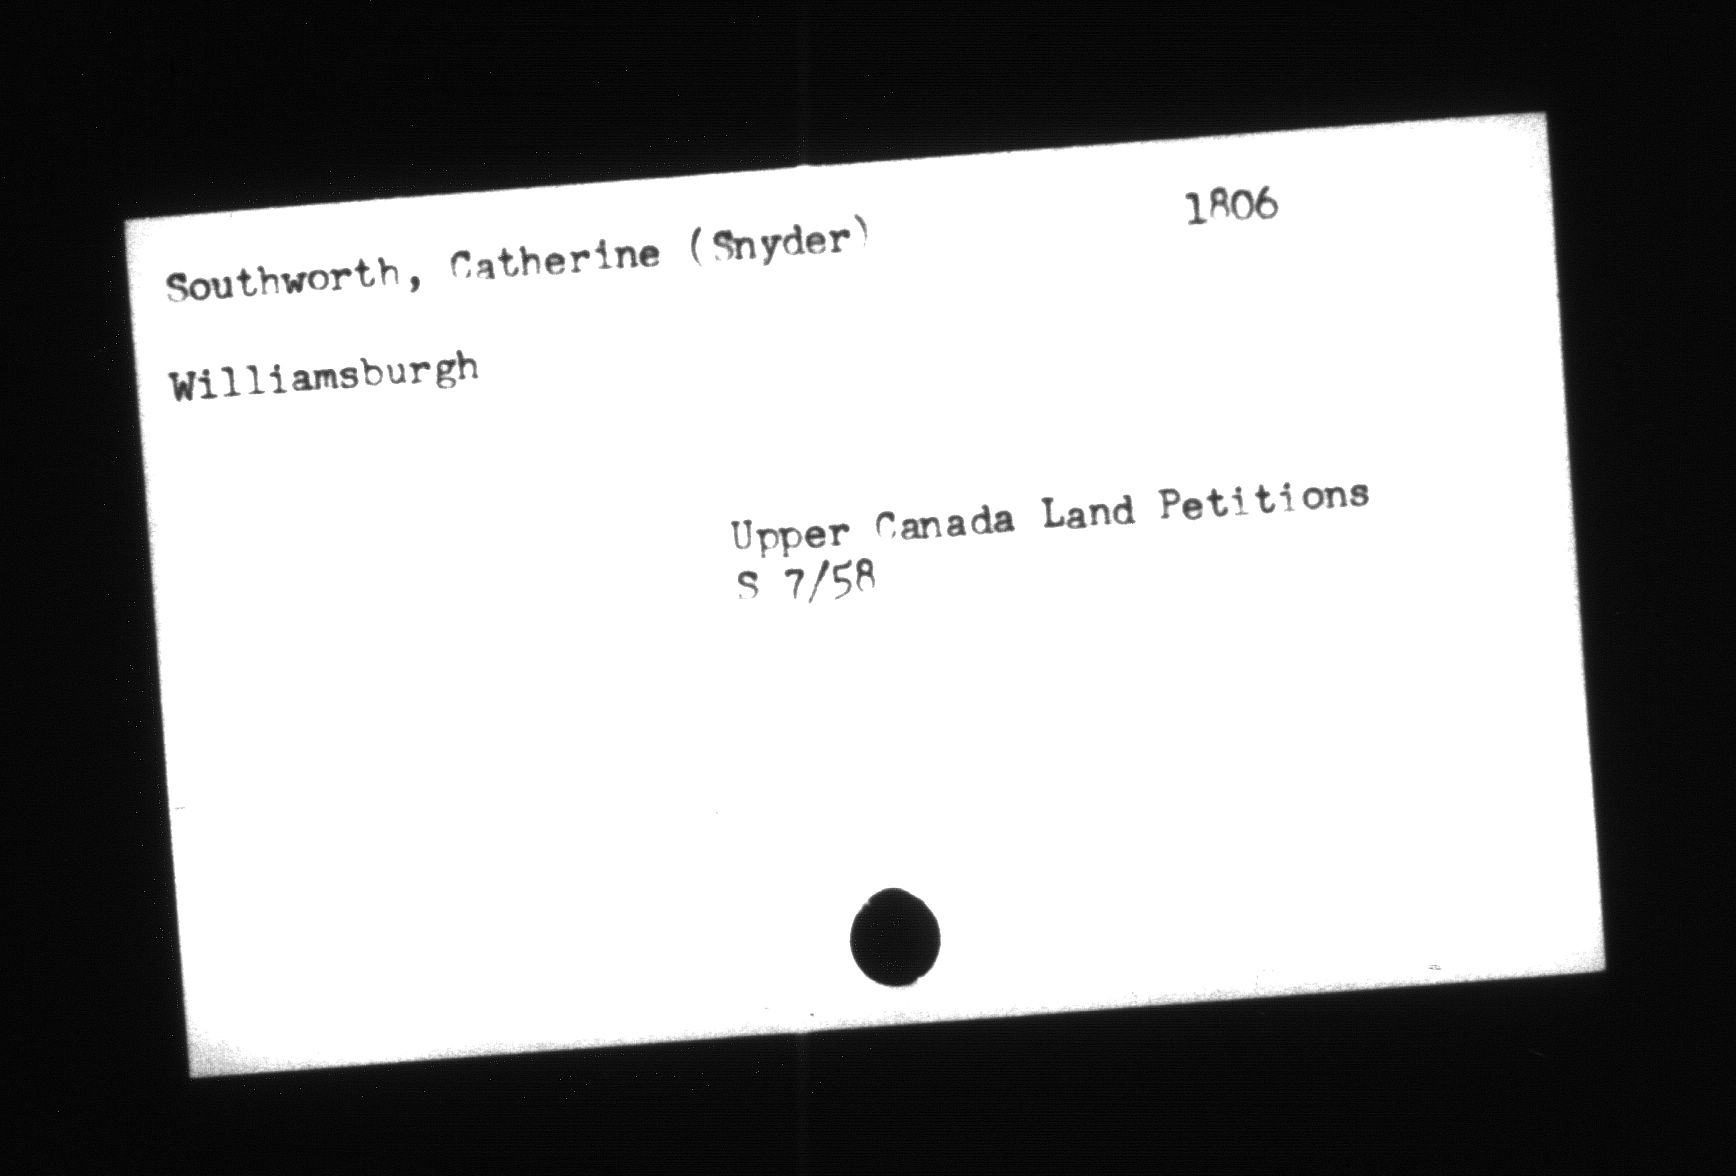 Southworth, Catherine (Snyder) 1806
Williamsburgh
Upper Canada Land Petitions
S 7/58